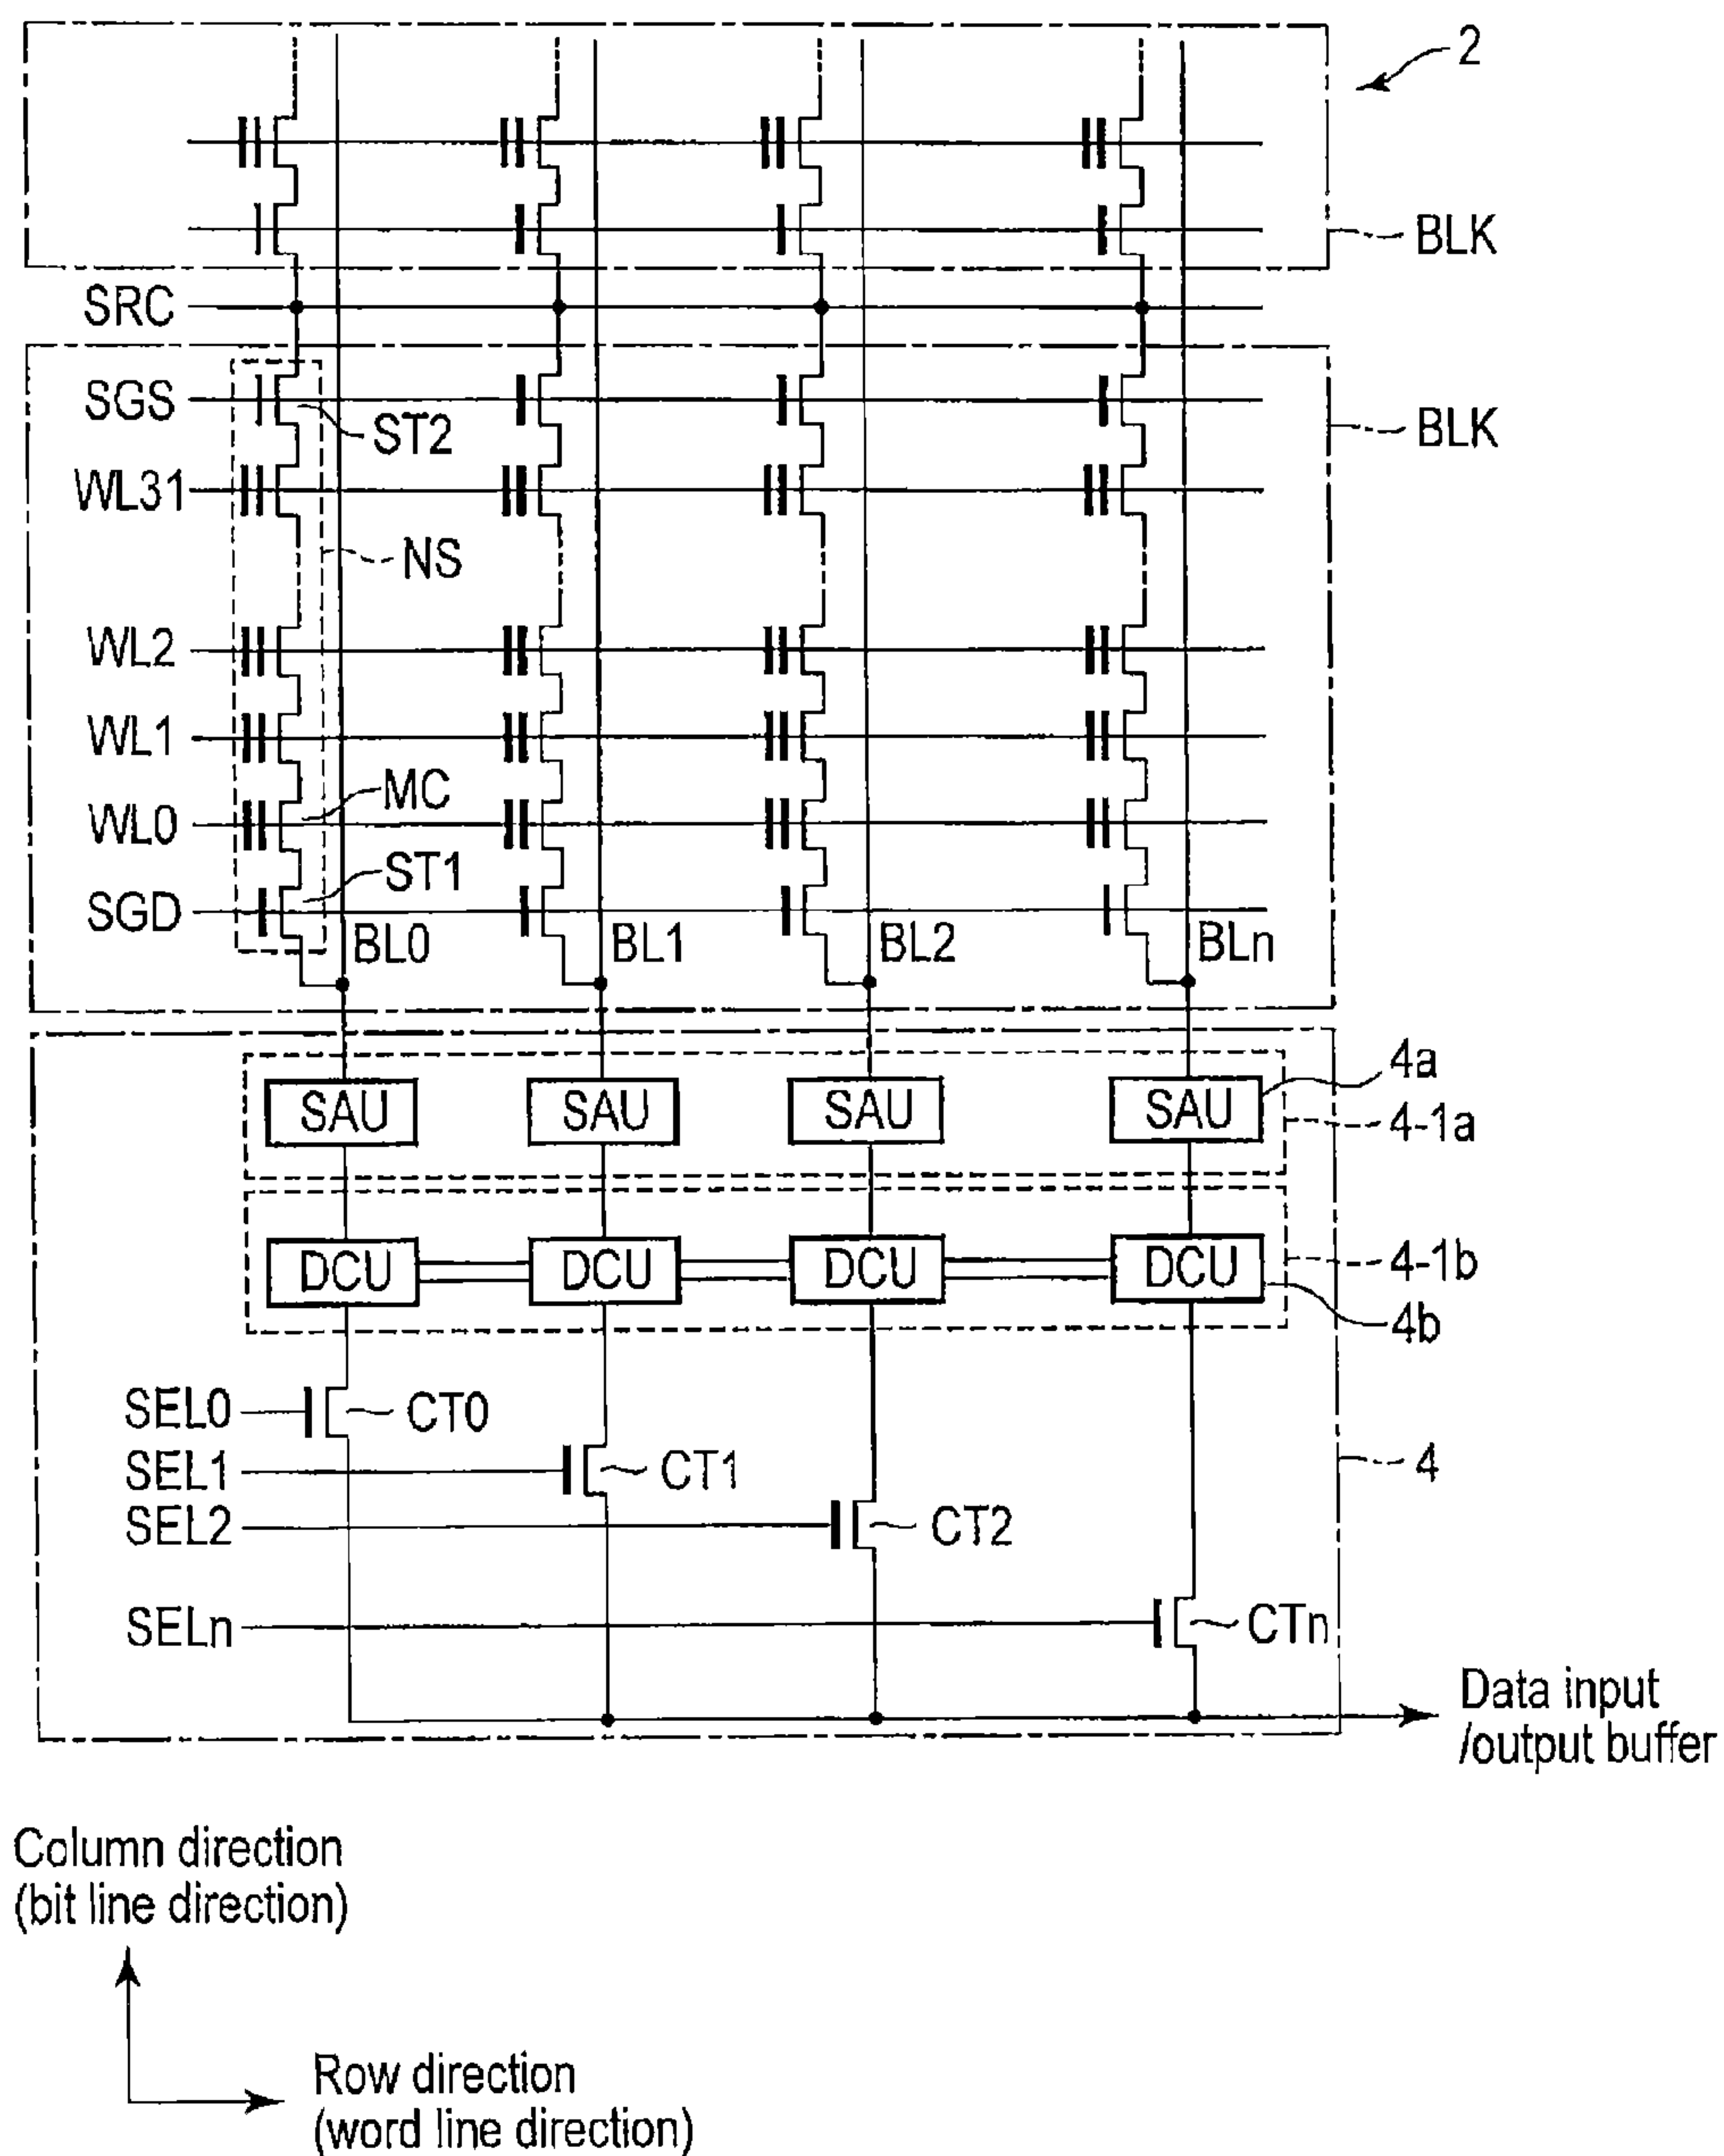 2
BLK
SRC
SGS
ST2
BLK
WL31
NS
WL2
WL1
MC
WL0
ST1
SGD
BL0
BL1
BL2
BLn
4a
SAU
SAU
SAU
SAU
4-1a
DCU
DCU
DCU
DCU
4-1b
4b
SEL0
CT0
SEL1
CT1
4
SEL2
CT2
SELn
CTn
Data input
/output buffer
Column direction
(bit line direction)
Row direction
(word line direction)